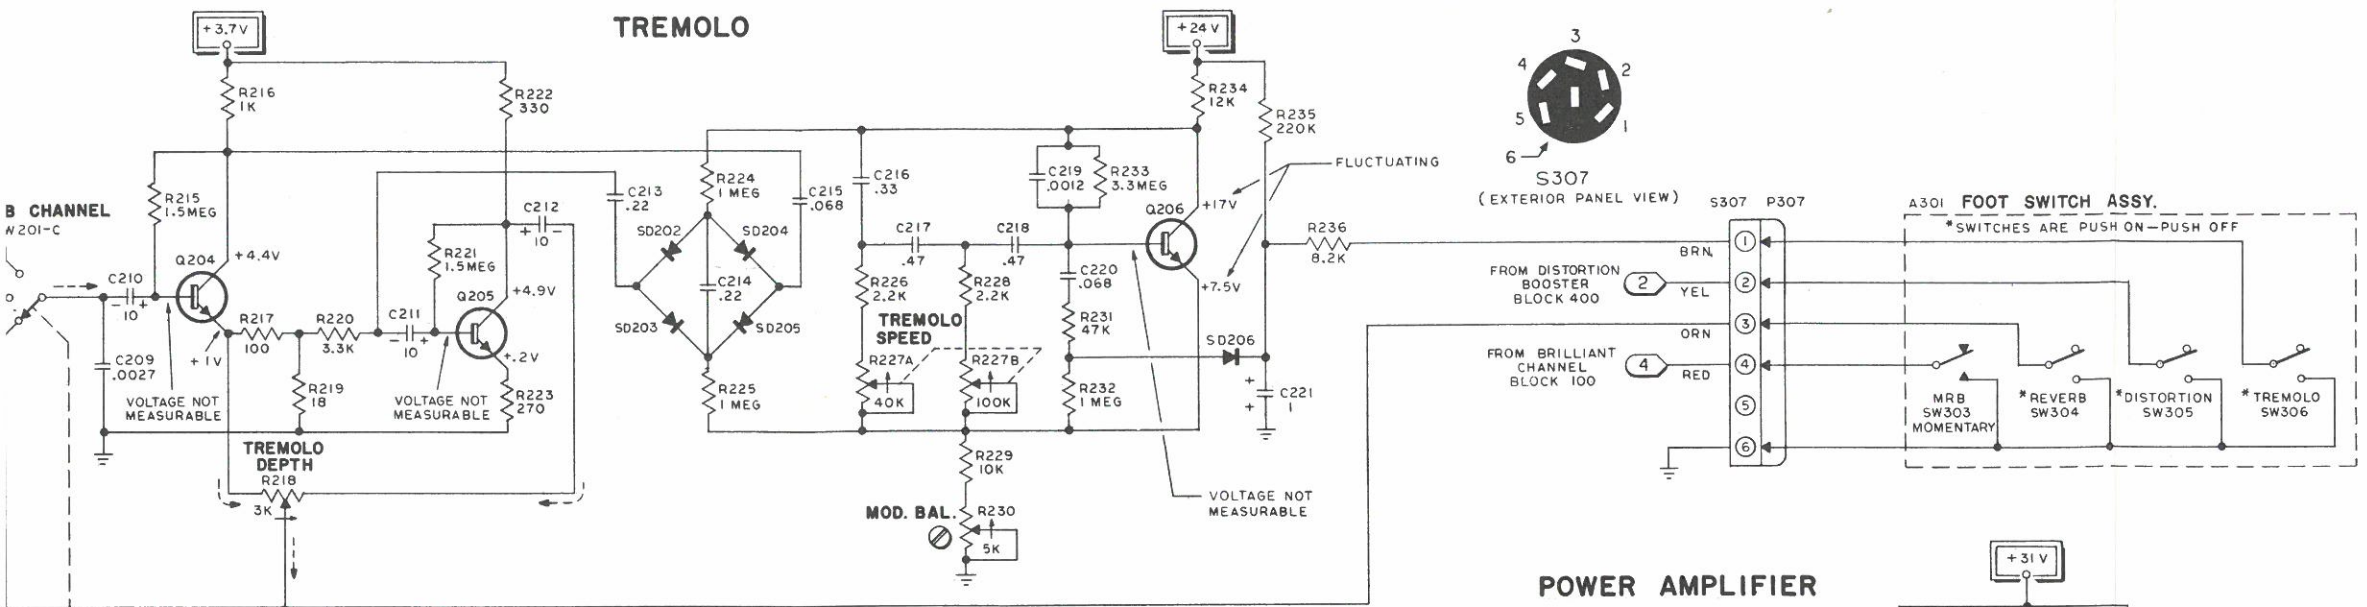 TREMOLO
+3.7V
+24V
R216
1K
R222
330
R234
12K
R235
220K
3
4
2
5
1
6
S307
(EXTERIOR PANEL VIEW)
FLUCTUATING
B CHANNEL
W201-C
R215
1.5MEG
C212
+ -
10
C213
.22
R224
1 MEG
C215
.068
C216
.33
C219
.0012
R233
3.3MEG
Q206
+17V
SD202
SD204
C217
.47
C218
.47
R221
1.5MEG
Q204
+4.4V
C210
- +
10
Q205
+4.9V
C214
.22
R226
2.2K
R228
2.2K
C220
.068
+7.5V
R236
8.2K
SD203
SD205
TREMOLO
SPEED
R231
47K
SD206
R217
100
R220
3.3K
C211
- +
10
+1V
+.2V
C209
.0027
R219
18
R223
270
VOLTAGE NOT
MEASURABLE
VOLTAGE NOT
MEASURABLE
R225
1 MEG
R227A
40K
R227B
100K
R232
1 MEG
+
+
C221
1
TREMOLO
DEPTH
R218
3K
R229
10K
MOD. BAL.
R230
5K
VOLTAGE NOT
MEASURABLE
S307 P307
A301 FOOT SWITCH ASSY.
*SWITCHES ARE PUSH ON-PUSH OFF
BRN.
1
FROM DISTORTION
BOOSTER
BLOCK 400
2
YEL
2
ORN
3
FROM BRILLIANT
CHANNEL
BLOCK 100
4
RED
4
5
6
MRB
SW303
MOMENTARY
*REVERB
SW304
*DISTORTION
SW305
*TREMOLO
SW306
POWER AMPLIFIER
+31V